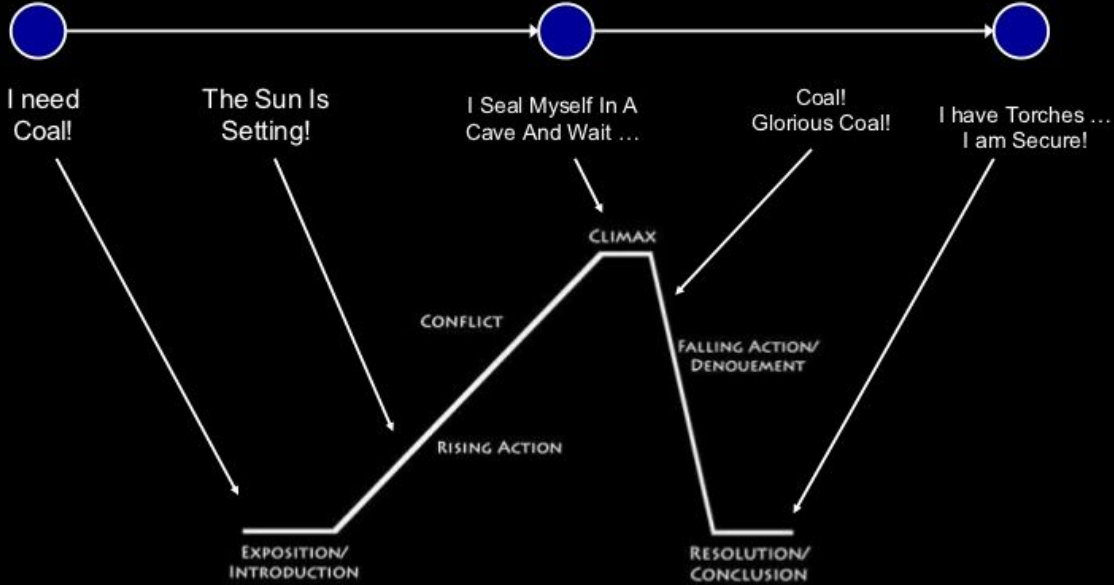 I need
Coal!
The Sun Is
Setting!
I Seal Myself In A
Cave And Wait ...
Coal!
Glorious Coal!
I have Torches ...
I am Secure!
CLIMAX
CONFLICT
FALLING ACTION/
DENOUEMENT
RISING ACTION
EXPOSITION/
INTRODUCTION
RESOLUTION/
CONCLUSION